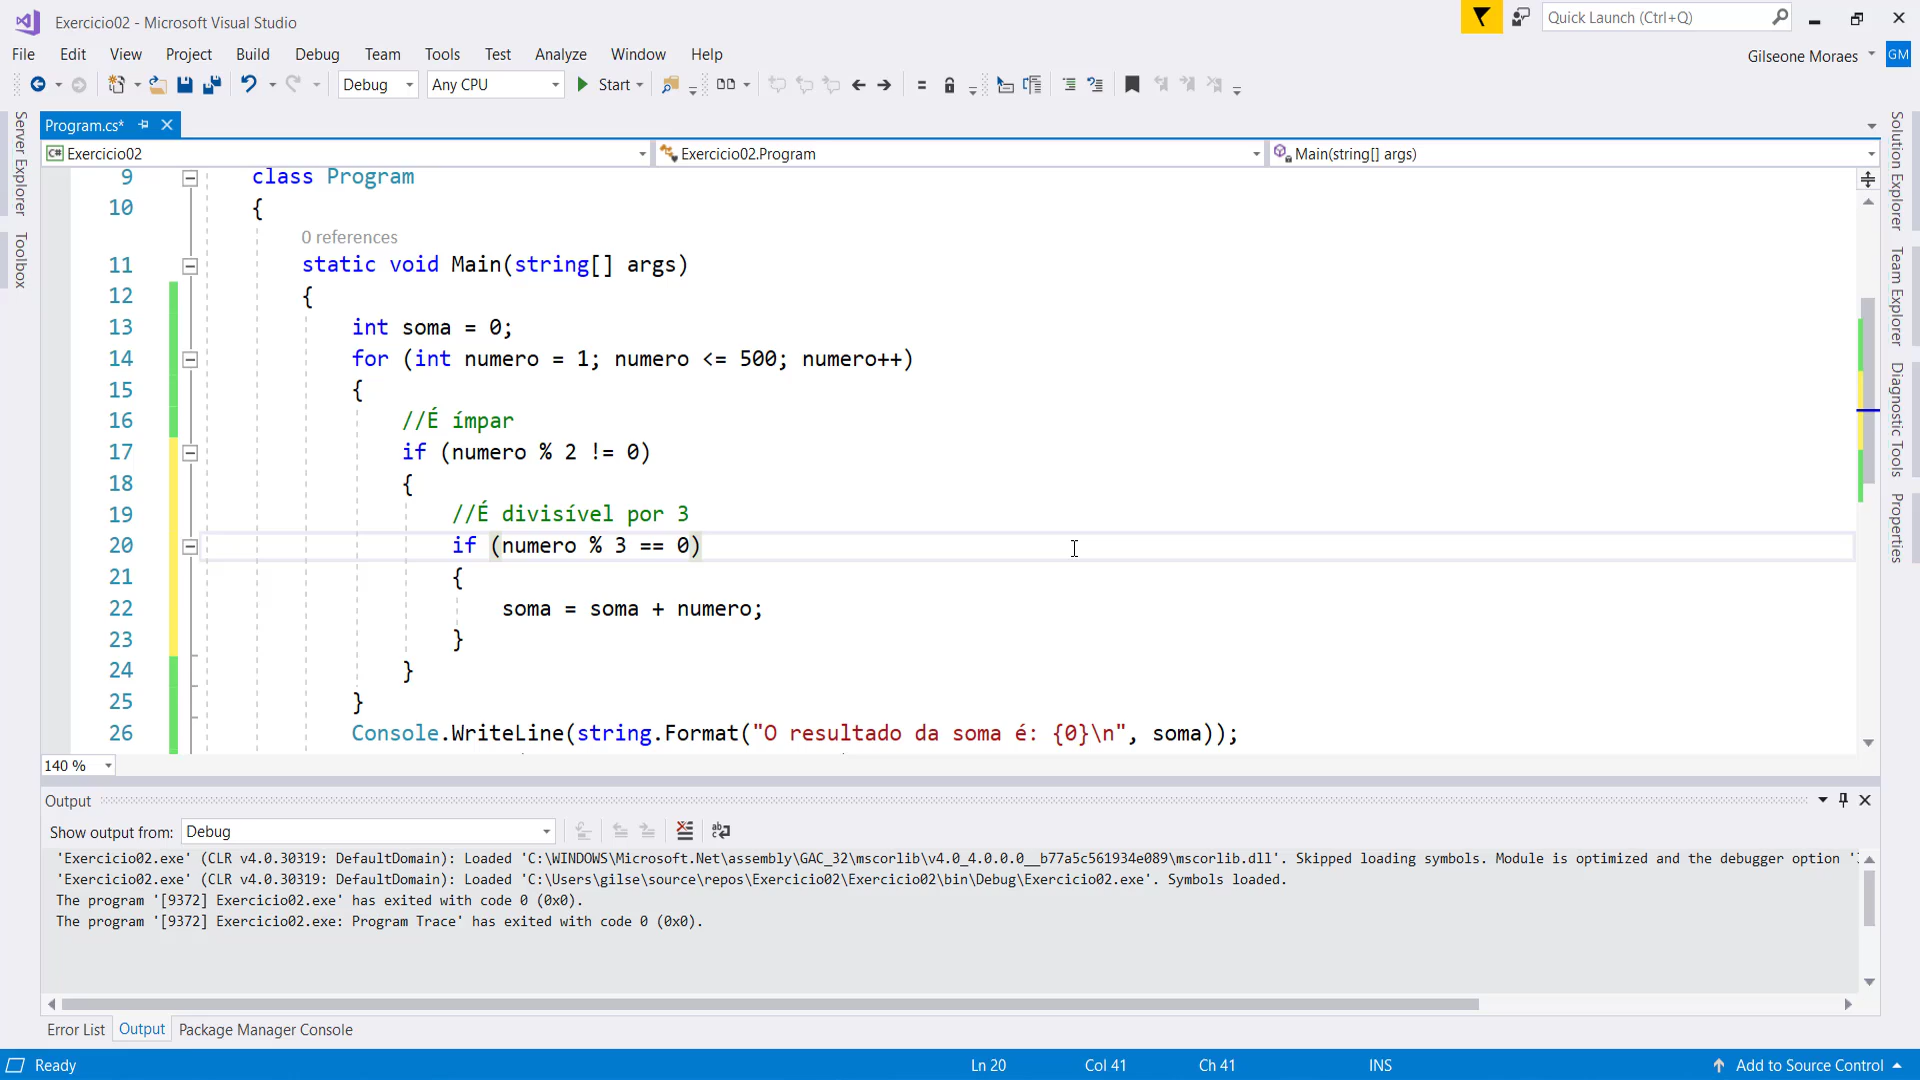 Exercicio02 - Microsoft Visual Studio
Quick Launch (Ctrl+Q)
File Edit View Project Build Debug Team Tools Test Analyze Window Help
Gilseone Moraes GM
Debug Any CPU Start
Program.cs*
Exercicio02 Exercicio02.Program Main(string[] args)
Server Explorer
Toolbox
9 class Program
10 {
0 references
11 static void Main(string[] args)
12 {
13 int soma = 0;
14 for (int numero = 1; numero <= 500; numero++)
15 {
16 //É ímpar
17 if (numero % 2 != 0)
18 {
19 //É divisível por 3
20 if (numero % 3 == 0)
21 {
22 soma = soma + numero;
23 }
24 }
25 }
26 Console.WriteLine(string.Format("O resultado da soma é: {0}\n", soma));
Solution Explorer
Team Explorer
Diagnostic Tools
Properties
140 %
Output
Show output from: Debug
'Exercicio02.exe' (CLR v4.0.30319: DefaultDomain): Loaded 'C:\WINDOWS\Microsoft.Net\assembly\GAC_32\mscorlib\v4.0_4.0.0.0__b77a5c561934e089\mscorlib.dll'. Skipped loading symbols. Module is optimized and the debugger option '
'Exercicio02.exe' (CLR v4.0.30319: DefaultDomain): Loaded 'C:\Users\gilse\source\repos\Exercicio02\Exercicio02\bin\Debug\Exercicio02.exe'. Symbols loaded.
The program '[9372] Exercicio02.exe' has exited with code 0 (0x0).
The program '[9372] Exercicio02.exe: Program Trace' has exited with code 0 (0x0).
Error List Output Package Manager Console
Ready Ln 20 Col 41 Ch 41 INS Add to Source Control